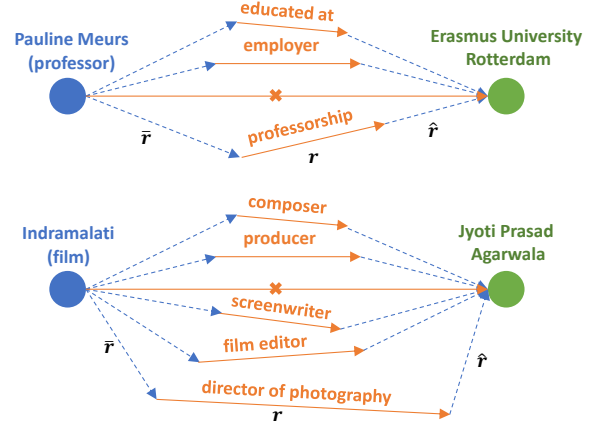 educated at
Pauline Meurs
(professor)
employer
Erasmus University
Rotterdam
professorship
r̄
r
r̂
composer
Indramalati
(film)
producer
Jyoti Prasad
Agarwala
screenwriter
film editor
r̄
r̂
director of photography
r